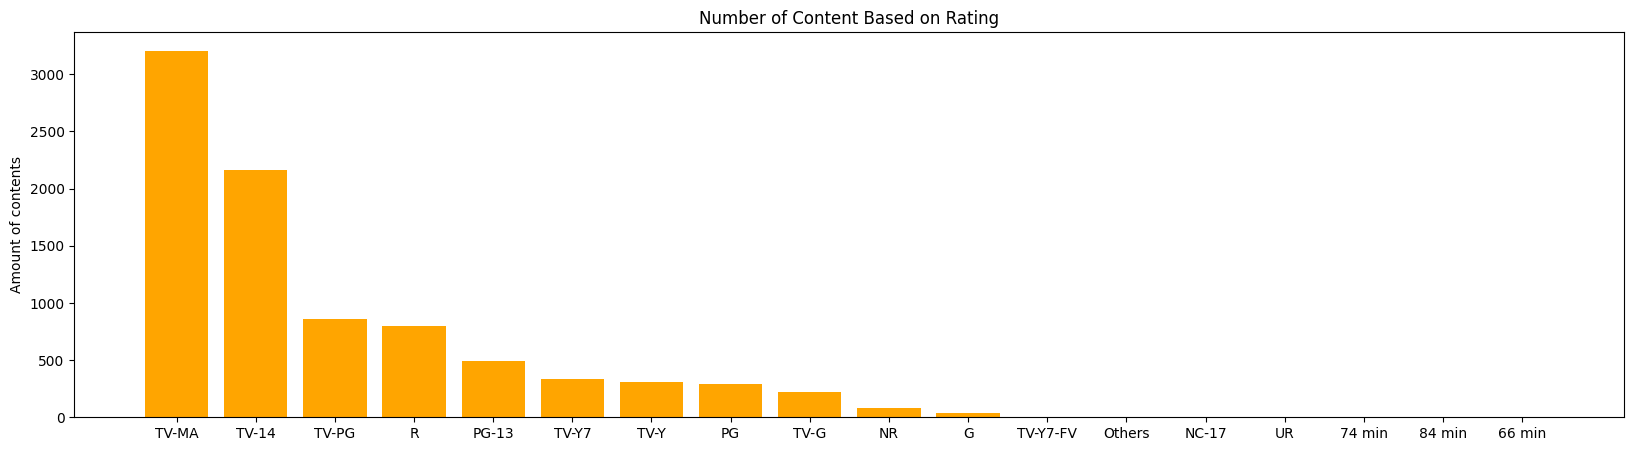 Number of Content Based on Rating
Amount of contents
3000
2500
2000
1500
1000
500
0
TV-MA TV-14 TV-PG R PG-13 TV-Y7 TV-Y PG TV-G NR G TV-Y7-FV Others NC-17 UR 74 min 84 min 66 min